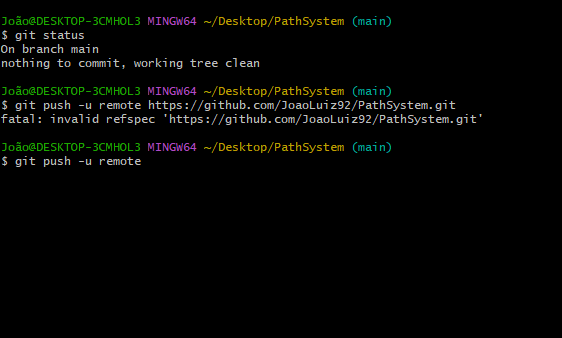 João@DESKTOP-3CMHOL3 MINGW64 ~/Desktop/PathSystem (main)
$ git status
On branch main
nothing to commit, working tree clean
João@DESKTOP-3CMHOL3 MINGW64 ~/Desktop/PathSystem (main)
$ git push -u remote https://github.com/JoaoLuiz92/PathSystem.git
fatal: invalid refspec 'https://github.com/JoaoLuiz92/PathSystem.git'
João@DESKTOP-3CMHOL3 MINGW64 ~/Desktop/PathSystem (main)
$ git push -u remote